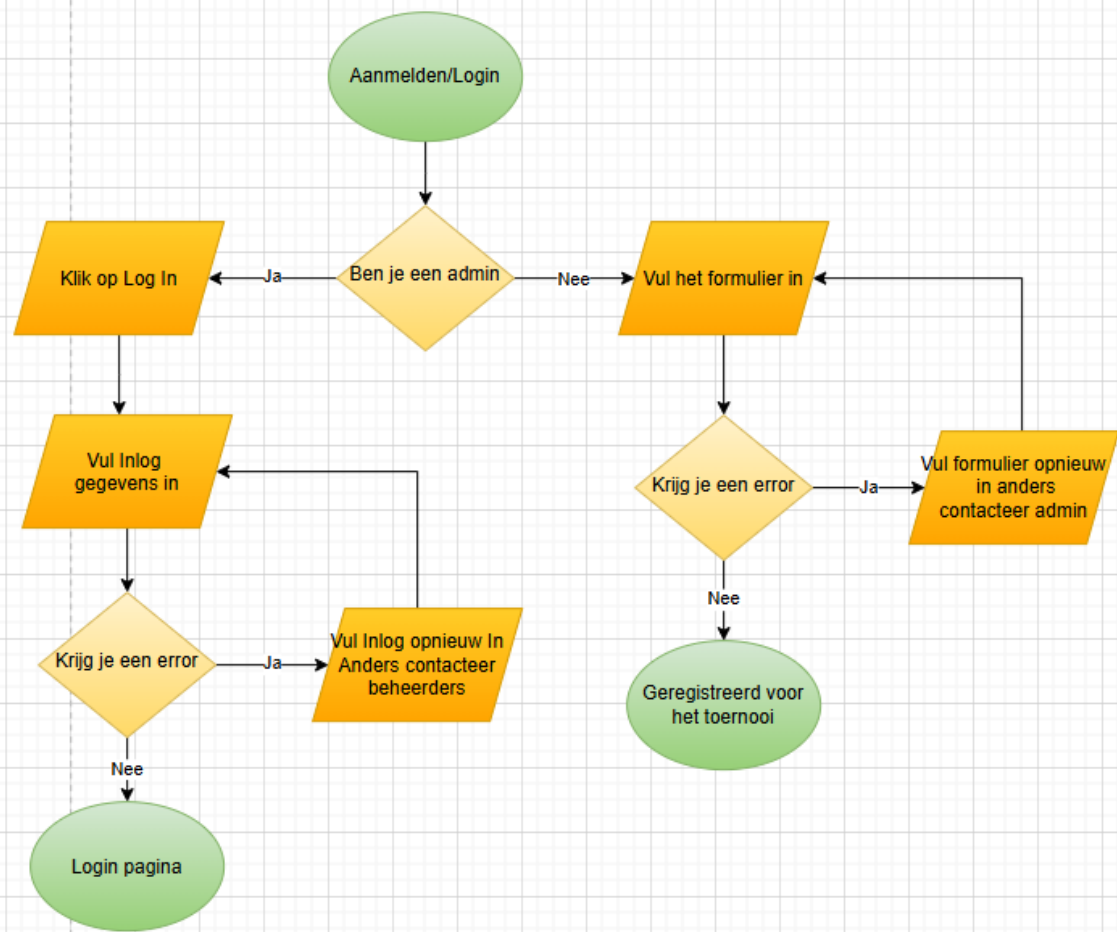 Aanmelden/Login
Klik op Log In
Ja
Ben je een admin
Nee
Vul het formulier in
Vul Inlog
gegevens in
Krijg je een error
Ja
Vul formulier opnieuw
in anders
contacteer admin
Nee
Krijg je een error
Ja
Vul Inlog opnieuw In
Anders contacteer
beheerders
Geregistreerd voor
het toernooi
Nee
Login pagina